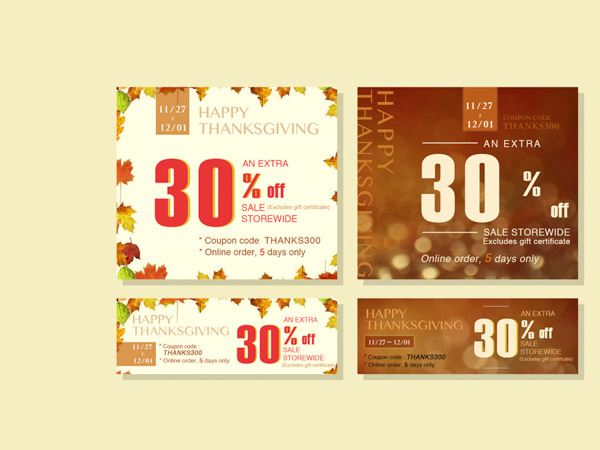 11/27
~
12/01
HAPPY
THANKSGIVING
AN EXTRA
30% off
SALE (Excludes gift certificate)
STOREWIDE
* Coupon code THANKS300
* Online order, 5 days only
HAPPY
THANKSGIVING
11/27
~
12/01
COUPON CODE
THANKS300
AN EXTRA
30% off
SALE STOREWIDE
Excludes gift certificate
Online order, 5 days only
HAPPY
THANKSGIVING
11/27
~
12/01
* Coupon code :
THANKS300
* Online order, 5 days only
AN EXTRA
30% off
SALE
STOREWIDE
(Excludes gift certificate)
HAPPY
THANKSGIVING
11/27 ~ 12/01
* Coupon code : THANKS300
* Online order, 5 days only
AN EXTRA
30% off
SALE
STOREWIDE
(Excludes gift certificate)